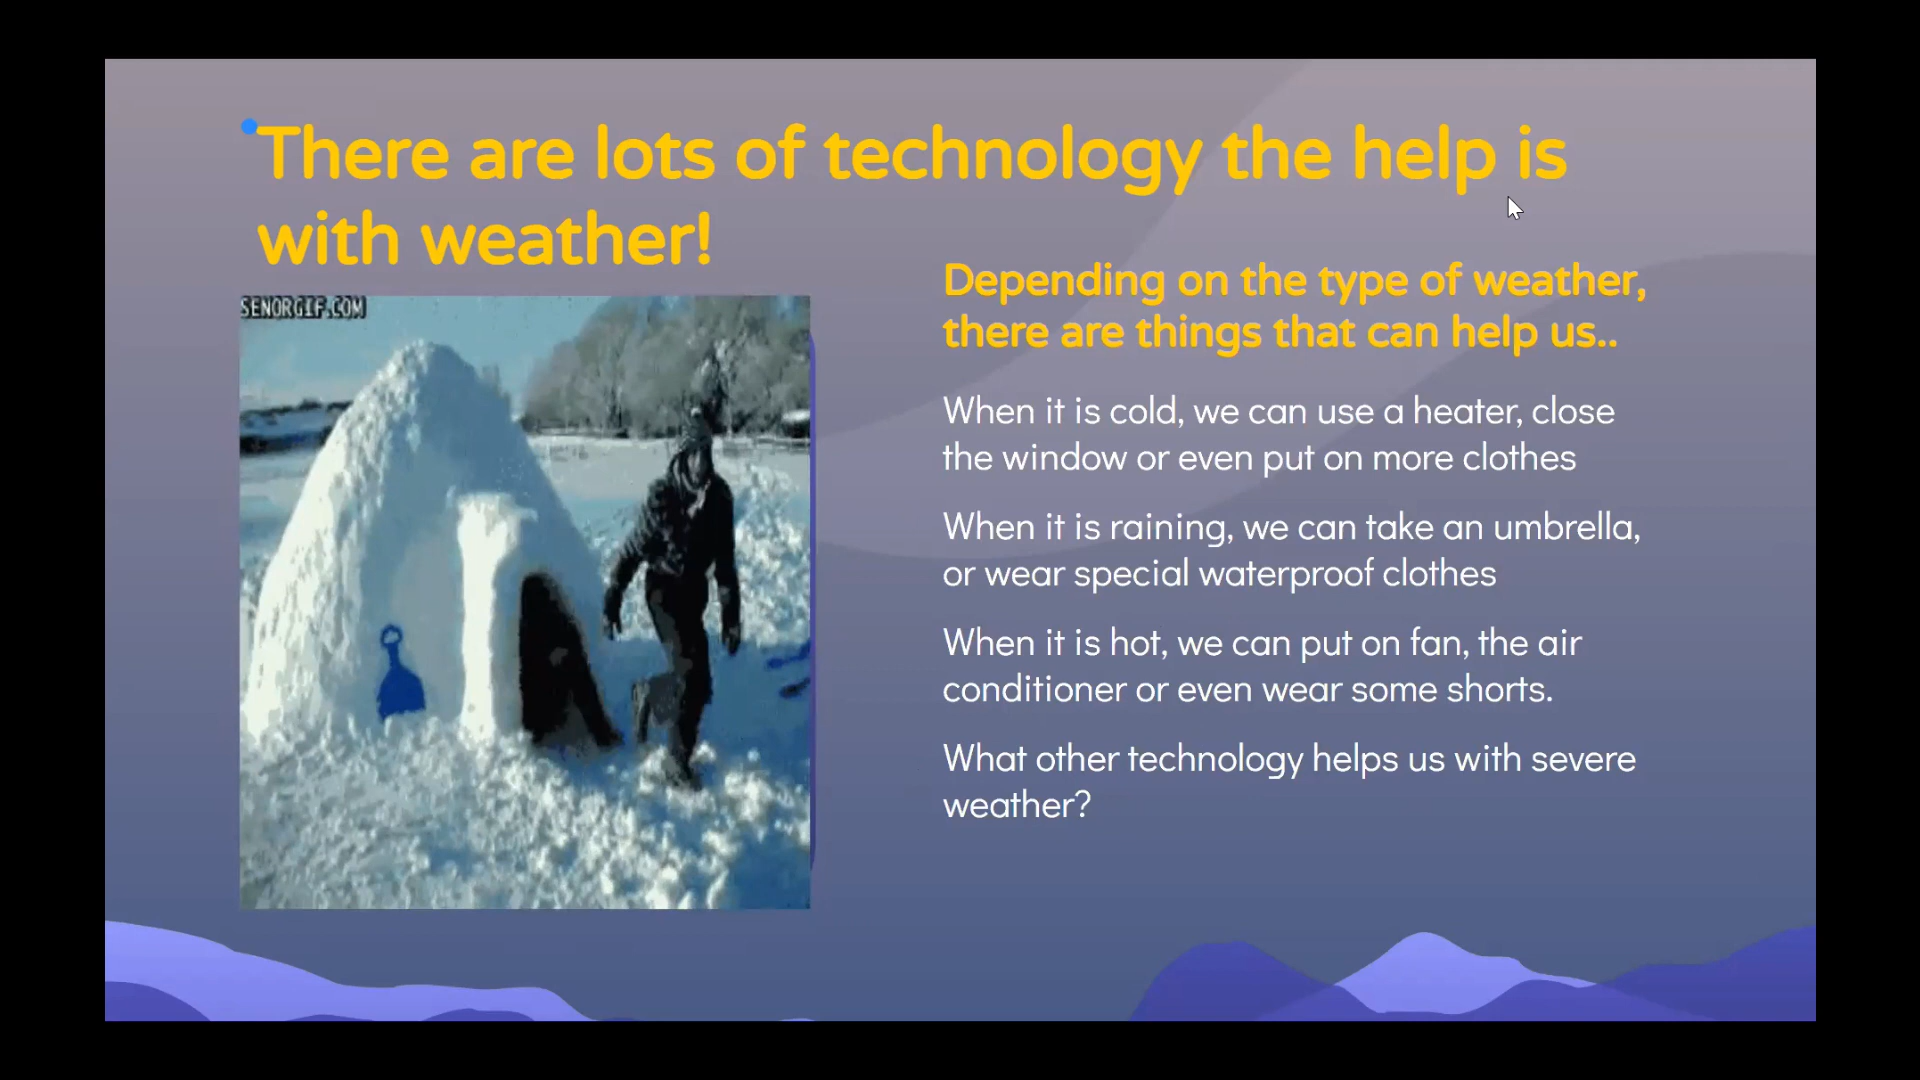 There are lots of technology the help is
with weather!
SENORGIF.COM
Depending on the type of weather,
there are things that can help us..
When it is cold, we can use a heater, close
the window or even put on more clothes
When it is raining, we can take an umbrella,
or wear special waterproof clothes
When it is hot, we can put on fan, the air
conditioner or even wear some shorts.
What other technology helps us with severe
weather?